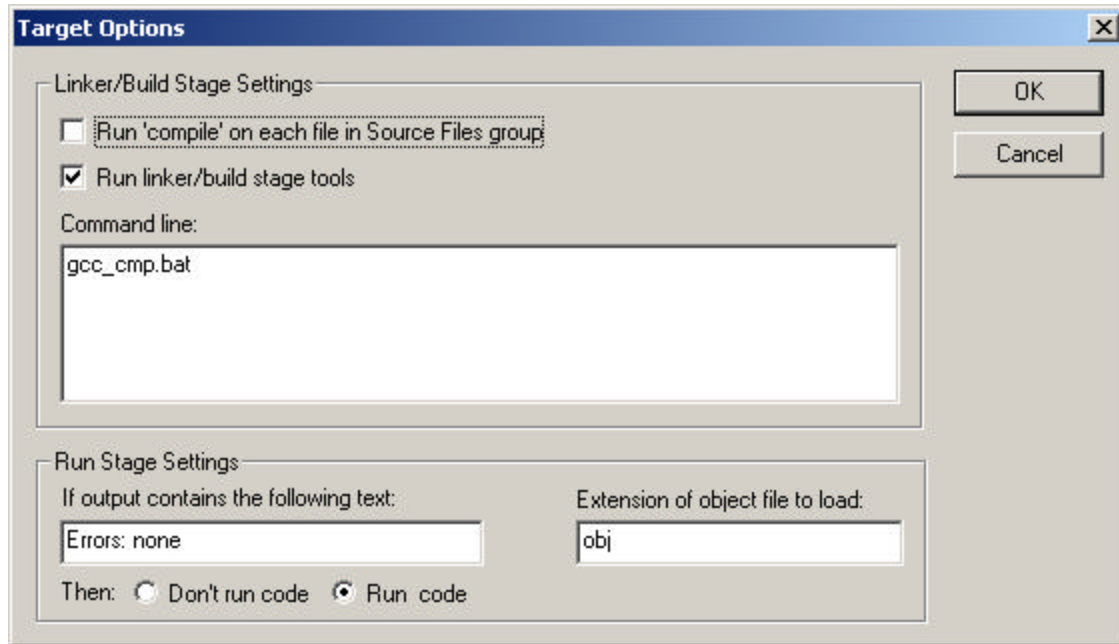 Target Options
Linker/Build Stage Settings
OK
Run 'compile' on each file in Source Files group
Cancel
Run linker/build stage tools
Command line:
gcc_cmp.bat
Run Stage Settings
If output contains the following text:
Extension of object file to load:
Errors: none
obj
Then: Don't run code Run code